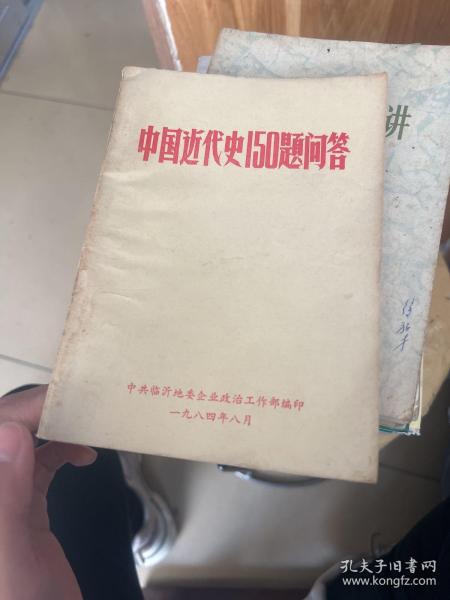 中国近代史150题问答
中共临沂地委企业政治工作部编印
一九八四年八月
讲
孔夫子旧书网
www.kongfz.com